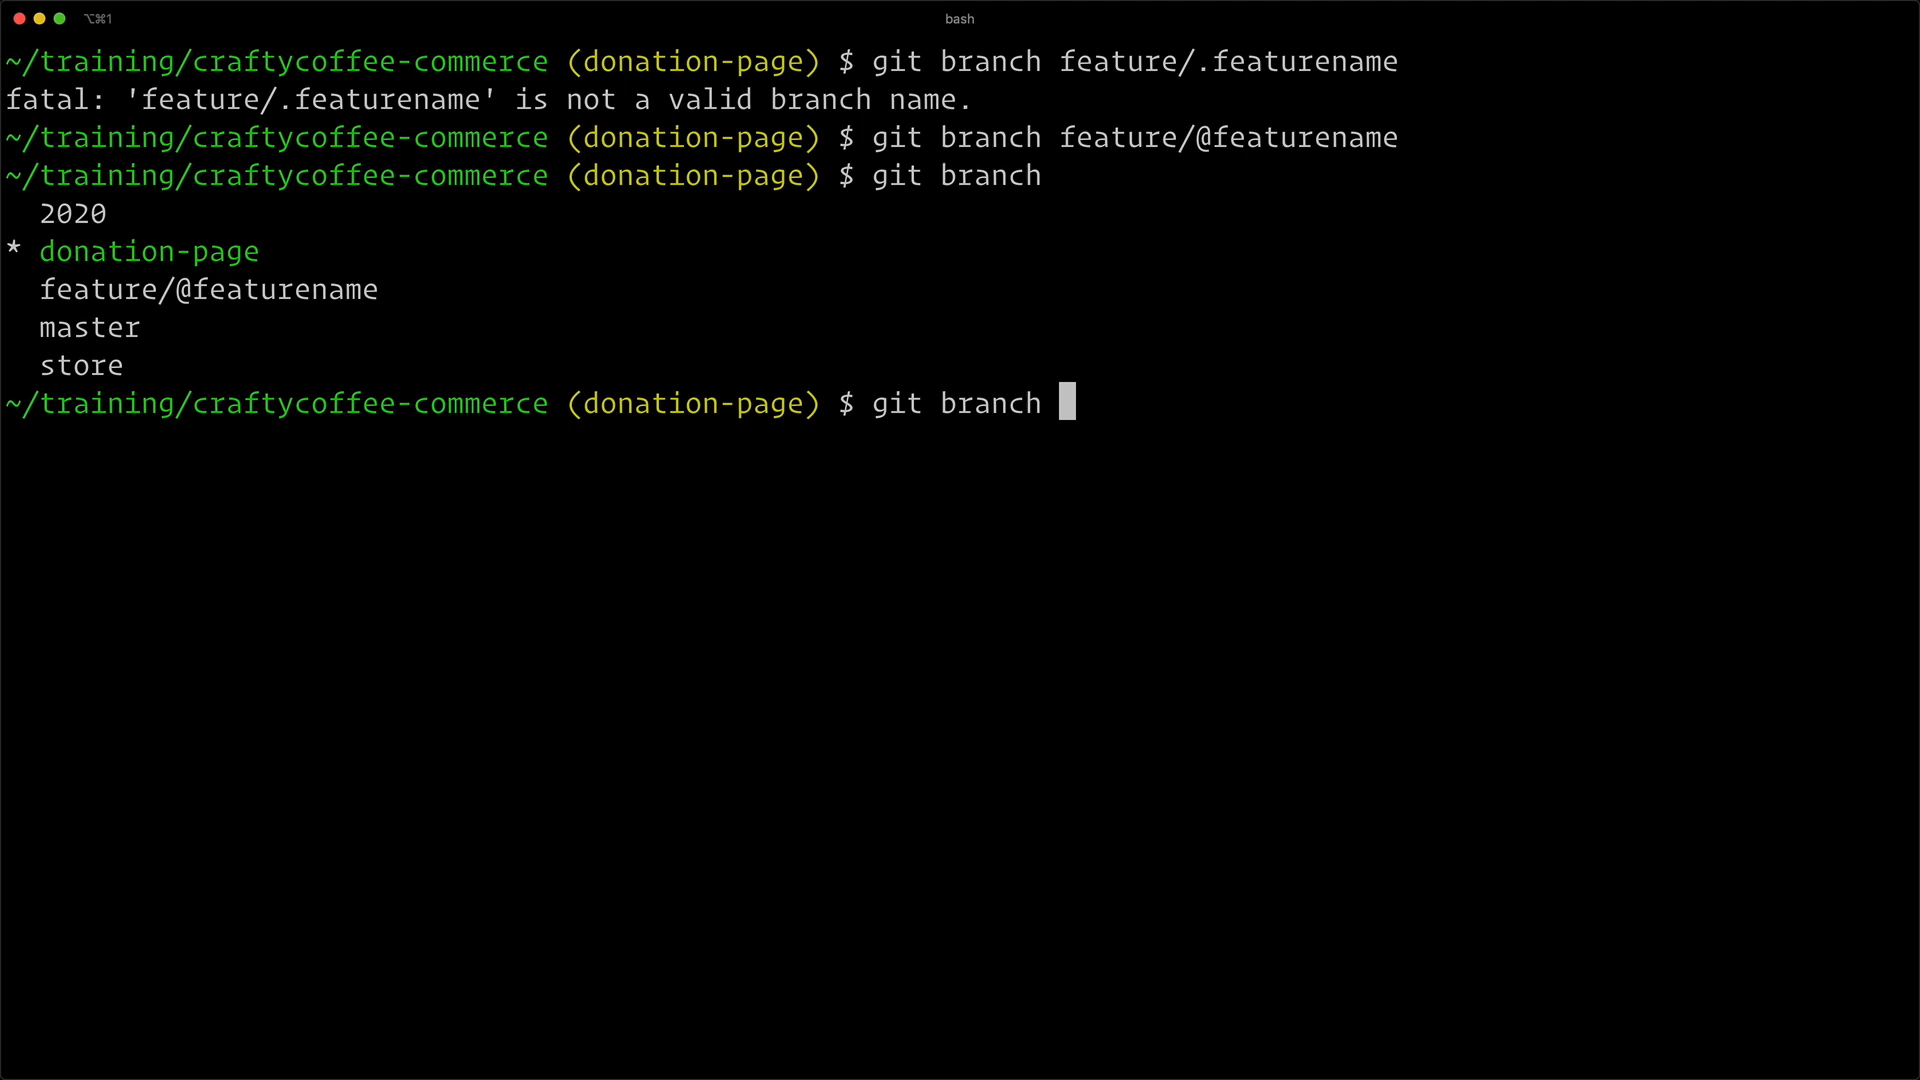 ⌥⌘1
bash
~/training/craftycoffee-commerce (donation-page) $ git branch feature/.featurename
fatal: 'feature/.featurename' is not a valid branch name.
~/training/craftycoffee-commerce (donation-page) $ git branch feature/@featurename
~/training/craftycoffee-commerce (donation-page) $ git branch
2020
* donation-page
feature/@featurename
master
store
~/training/craftycoffee-commerce (donation-page) $ git branch